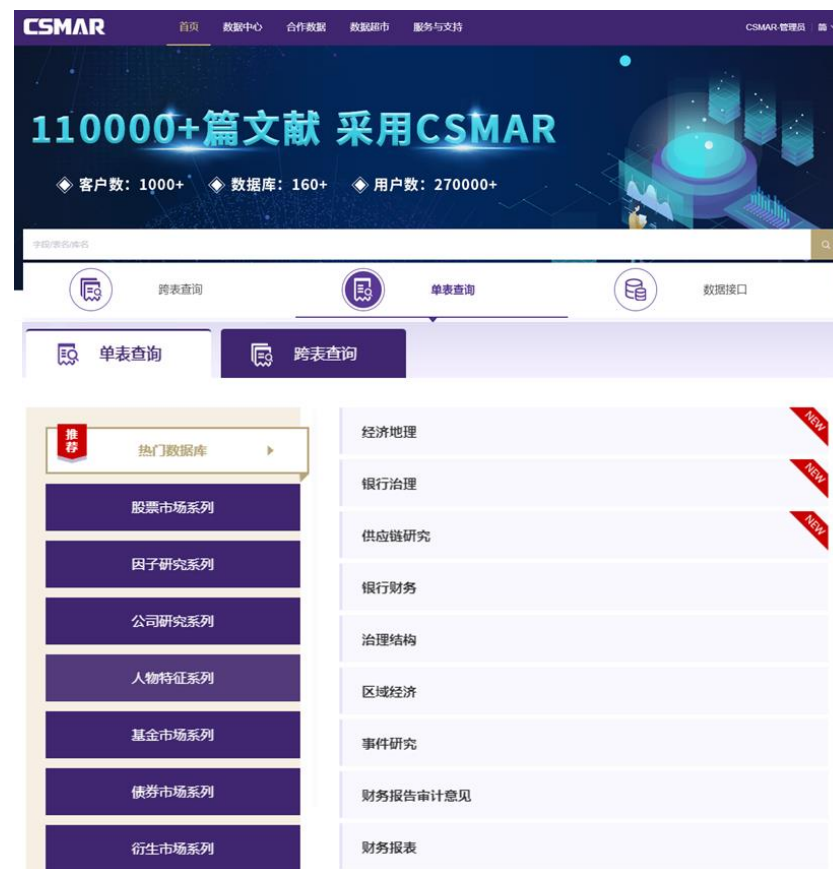 CSMAR 首页 数据中心 合作数据 数据超市 服务与支持 CSMAR-管理员 简
110000+篇文献 采用CSMAR
客户数：1000+ 数据库：160+ 用户数：270000+
字段/表名/库名
跨表查询 单表查询 数据接口
单表查询 跨表查询
推荐
热门数据库
股票市场系列
因子研究系列
公司研究系列
人物特征系列
基金市场系列
债券市场系列
衍生市场系列
经济地理 NEW
银行治理 NEW
供应链研究 NEW
银行财务
治理结构
区域经济
事件研究
财务报告审计意见
财务报表